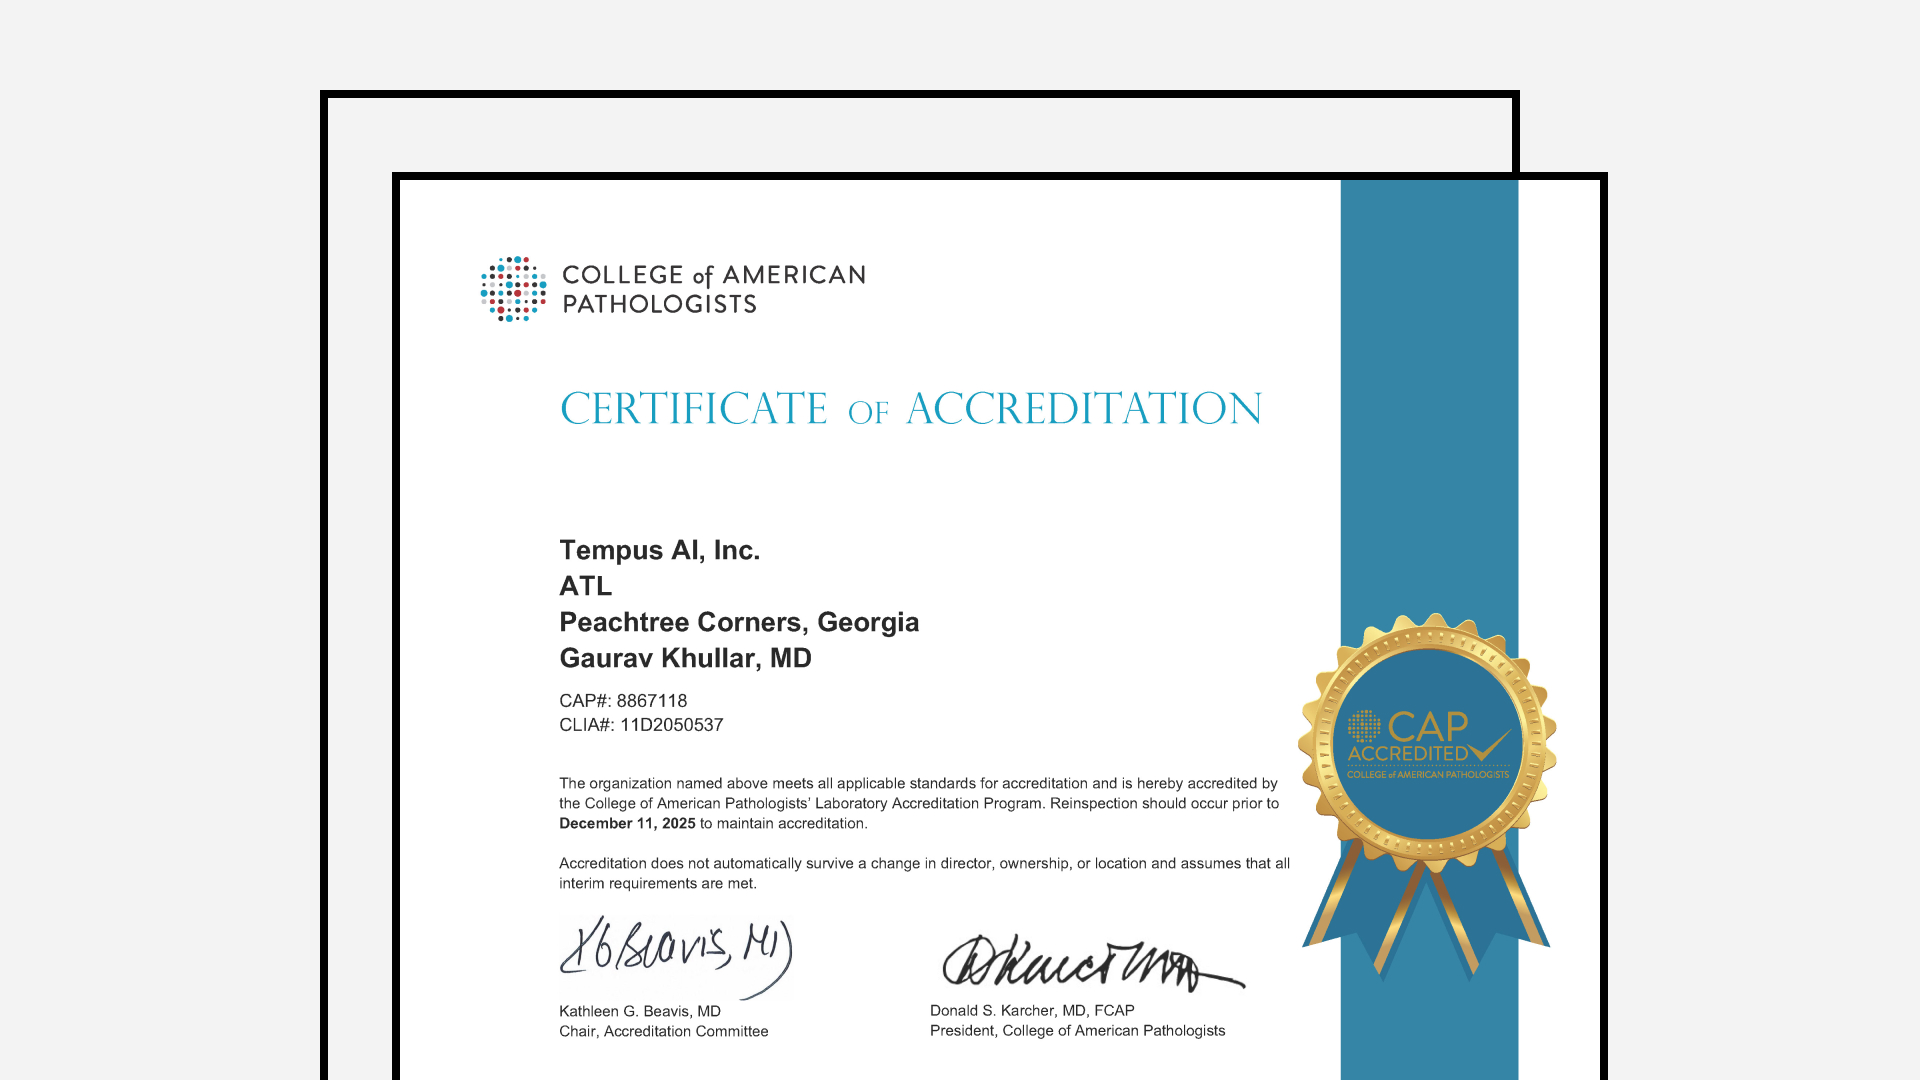 COLLEGE of AMERICAN
PATHOLOGISTS
CERTIFICATE OF ACCREDITATION
Tempus AI, Inc.
ATL
Peachtree Corners, Georgia
Gaurav Khullar, MD
CAP#: 8867118
CLIA#: 11D2050537
The organization named above meets all applicable standards for accreditation and is hereby accredited by
the College of American Pathologists’ Laboratory Accreditation Program. Reinspection should occur prior to
December 11, 2025 to maintain accreditation.
Accreditation does not automatically survive a change in director, ownership, or location and assumes that all
interim requirements are met.
KG Beavis, MD
Kathleen G. Beavis, MD
Chair, Accreditation Committee
Donald S. Karcher, MD, FCAP
President, College of American Pathologists
CAP
ACCREDITED
COLLEGE of AMERICAN PATHOLOGISTS